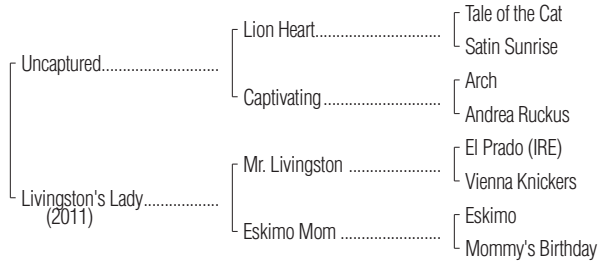 Tale of the Cat
Lion Heart
Satin Sunrise
Uncaptured
Arch
Captivating
Andrea Ruckus
El Prado (IRE)
Mr. Livingston
Vienna Knickers
Livingston's Lady
(2011)
Eskimo
Eskimo Mom
Mommy's Birthday